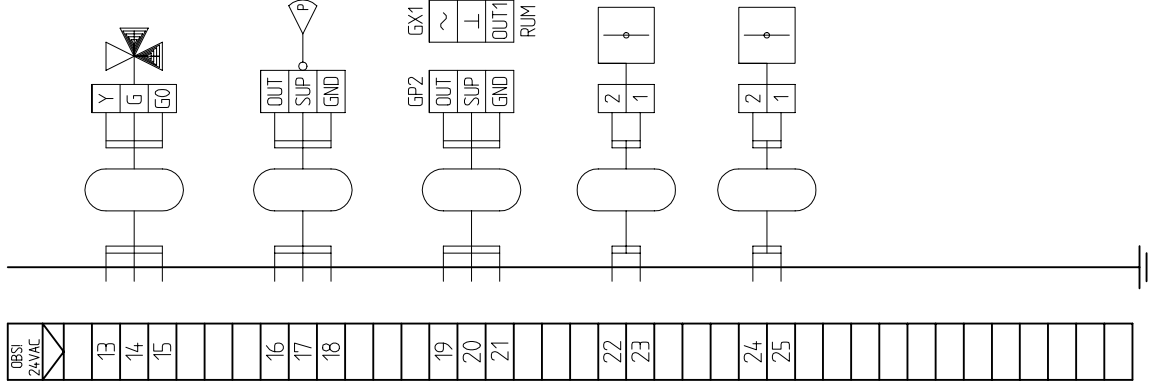 P
GX1
~
⊥
OUT1
RUM
Y
G
G0
OUT
SUP
GND
GP2
OUT
SUP
GND
2
1
2
1
OBS!
24VAC
13
14
15
16
17
18
19
20
21
22
23
24
25